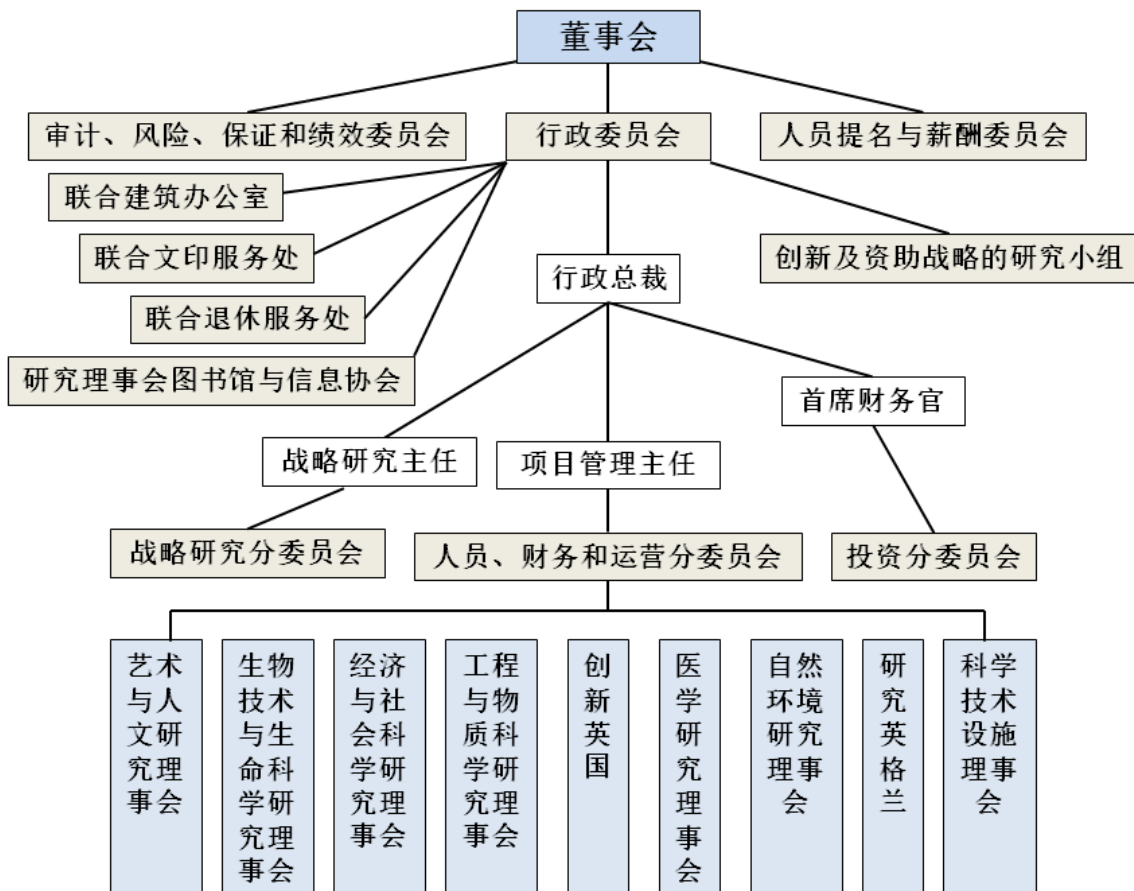 董事会
审计、风险、保证和绩效委员会
行政委员会
人员提名与薪酬委员会
联合建筑办公室
联合文印服务处
创新及资助战略的研究小组
行政总裁
联合退休服务处
研究理事会图书馆与信息协会
首席财务官
战略研究主任
项目管理主任
战略研究分委员会
人员、财务和运营分委员会
投资分委员会
艺术
与人
文研
究理
事会
生物
技术
与生
命科
学研
究理
事会
经济
与社
会科
学研
究理
事会
工程
与物
质科
学研
究理
事会
创
新
英
国
医
学
研
究
理
事
会
自然
环境
研究
理事
会
研
究
英
格
兰
科学
技术
设施
理事
会